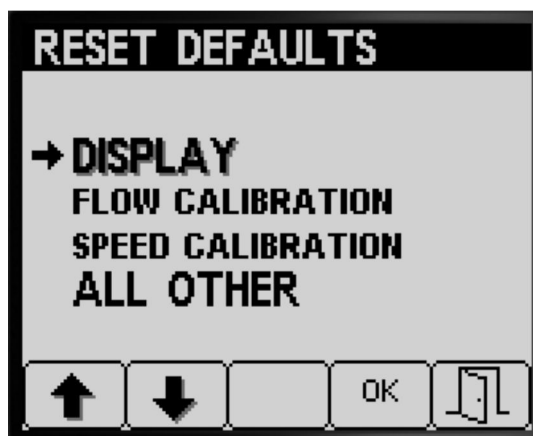 RESET DEFAULTS
DISPLAY
FLOW CALIBRATION
SPEED CALIBRATION
ALL OTHER
OK